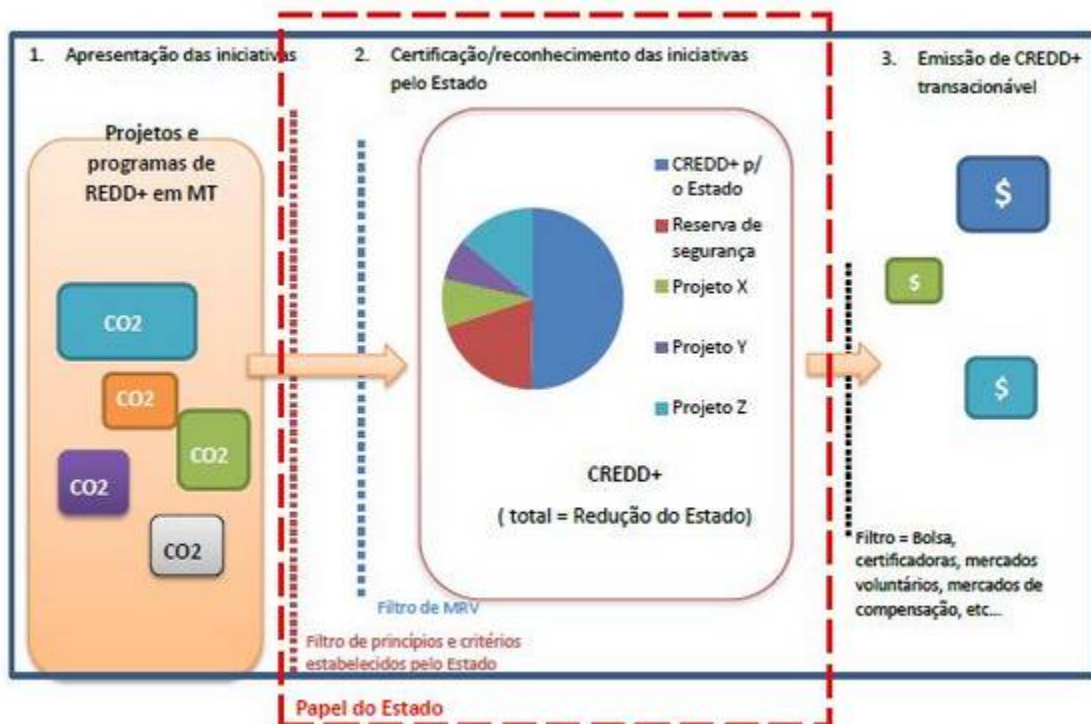 1. Apresentação das iniciativas
Projetos e
programas de
REDD+ em MT
CO2
CO2
CO2
CO2
CO2
2. Certificação/reconhecimento das iniciativas
pelo Estado
CREDD+ p/
o Estado
Reserva de
segurança
Projeto X
Projeto Y
Projeto Z
CREDD+
( total = Redução do Estado)
Filtro de MRV
Filtro de princípios e critérios
estabelecidos pelo Estado
Papel do Estado
3. Emissão de CREDD+
transacionável
$
$
$
Filtro = Bolsa,
certificadoras, mercados
voluntários, mercados de
compensação, etc...